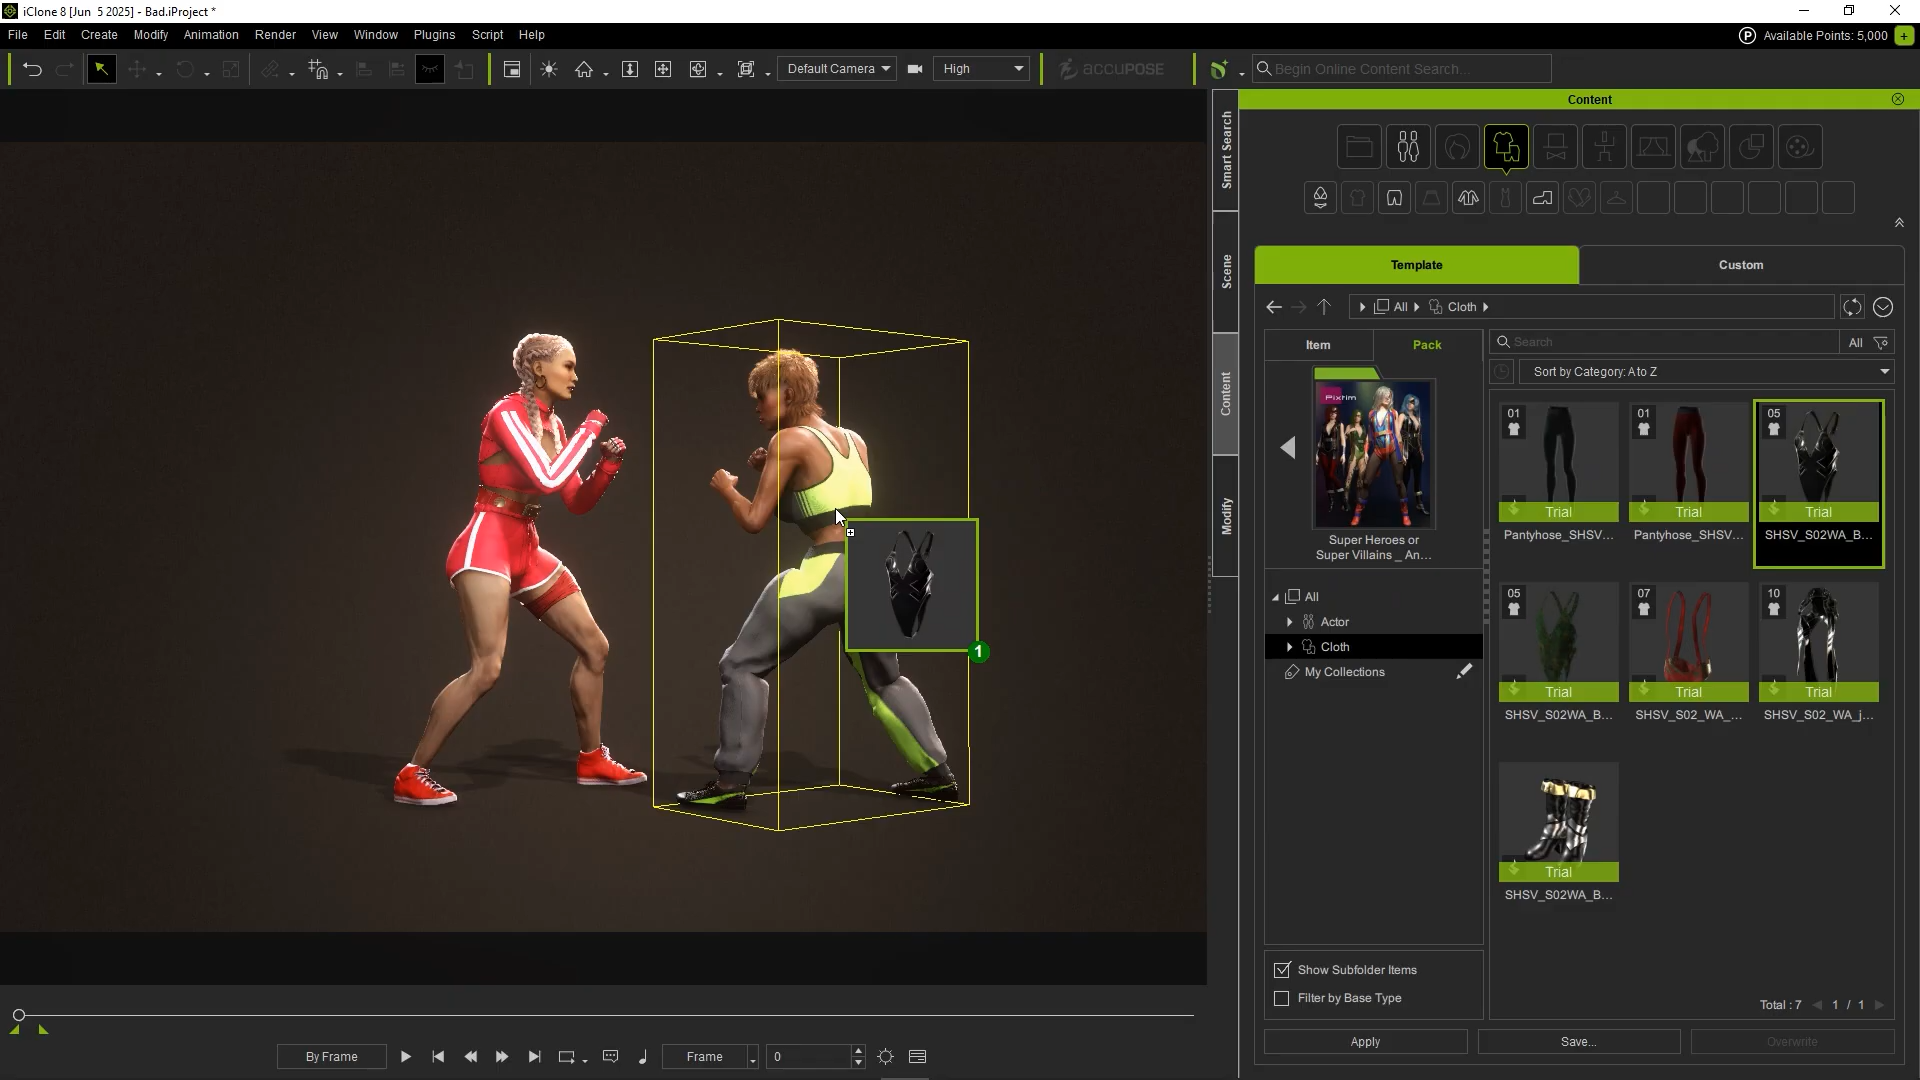 iClone 8 [Jun  5 2025] - Bad.iProject *
File Edit Create Modify Animation Render View Window Plugins Script Help
P Available Points: 5,000 +
Default Camera
High
ACCUPOSE
Begin Online Content Search...
Content
Smart Search
Scene
Content
Modify
Template
Custom
All Cloth
Item
Pack
Search
All
Sort by Category: A to Z
Pixtim
Super Heroes or
Super Villains _ An...
01
Trial
Pantyhose_SHSV...
01
Trial
Pantyhose_SHSV...
05
Trial
SHSV_S02WA_B...
All
Actor
Cloth
My Collections
05
Trial
SHSV_S02WA_B...
07
Trial
SHSV_S02_WA_...
10
Trial
SHSV_S02_WA_j...
Trial
SHSV_S02WA_B...
1
Show Subfolder Items
Filter by Base Type
Total : 7 1 / 1
Apply
Save...
Overwrite
By Frame
Frame
0